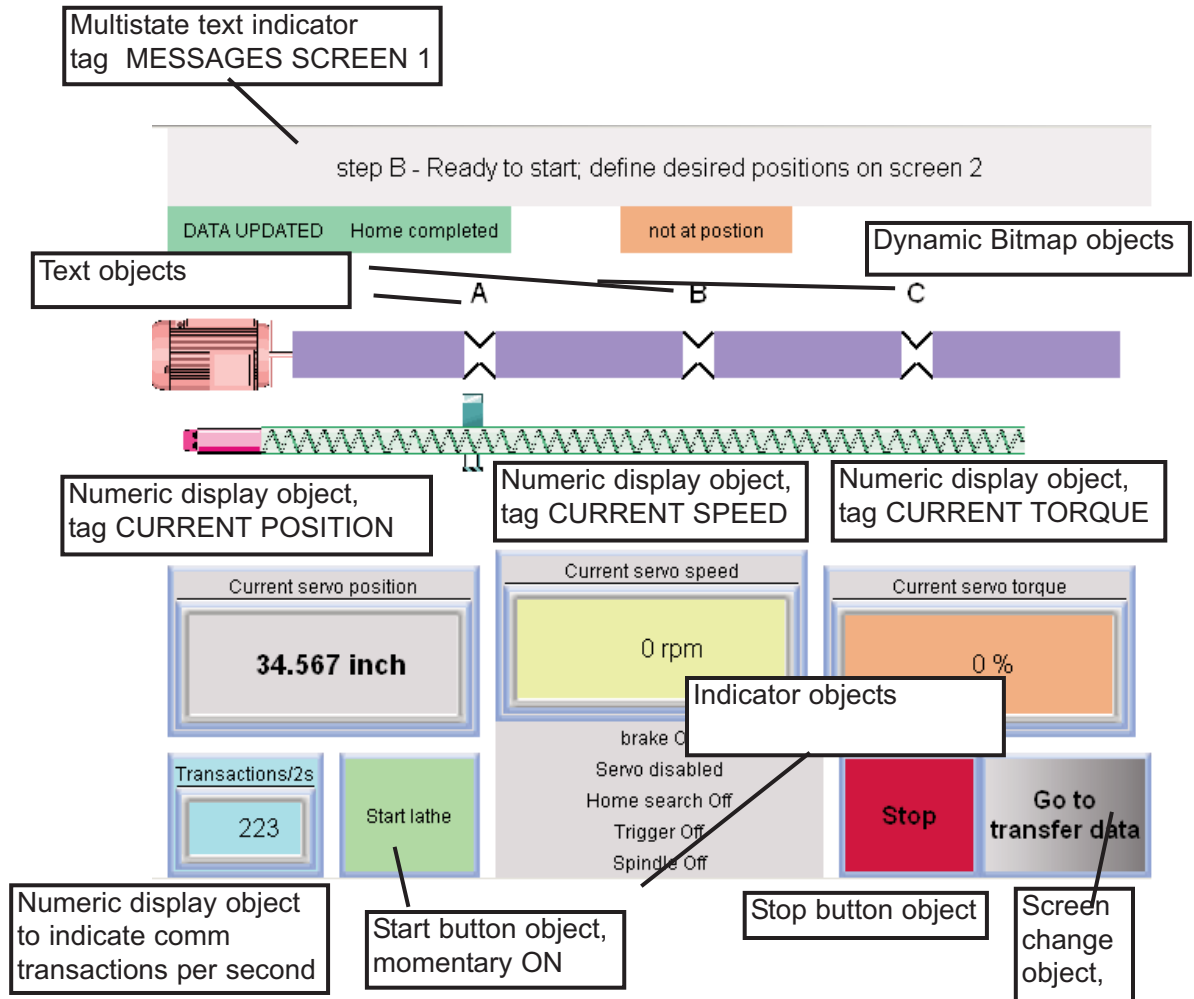 Multistate text indicator
tag MESSAGES SCREEN 1
step B - Ready to start; define desired positions on screen 2
DATA UPDATED
Home completed
not at postion
Dynamic Bitmap objects
Text objects
A
B
C
Numeric display object,
tag CURRENT POSITION
Numeric display object,
tag CURRENT SPEED
Numeric display object,
tag CURRENT TORQUE
Current servo position
34.567 inch
Current servo speed
0 rpm
Current servo torque
0 %
Indicator objects
brake
Servo disabled
Home search Off
Trigger Off
Spindle Off
Transactions/2s
223
Start lathe
Stop
Go to
transfer data
Numeric display object
to indicate comm
transactions per second
Start button object,
momentary ON
Stop button object
Screen
change
object,